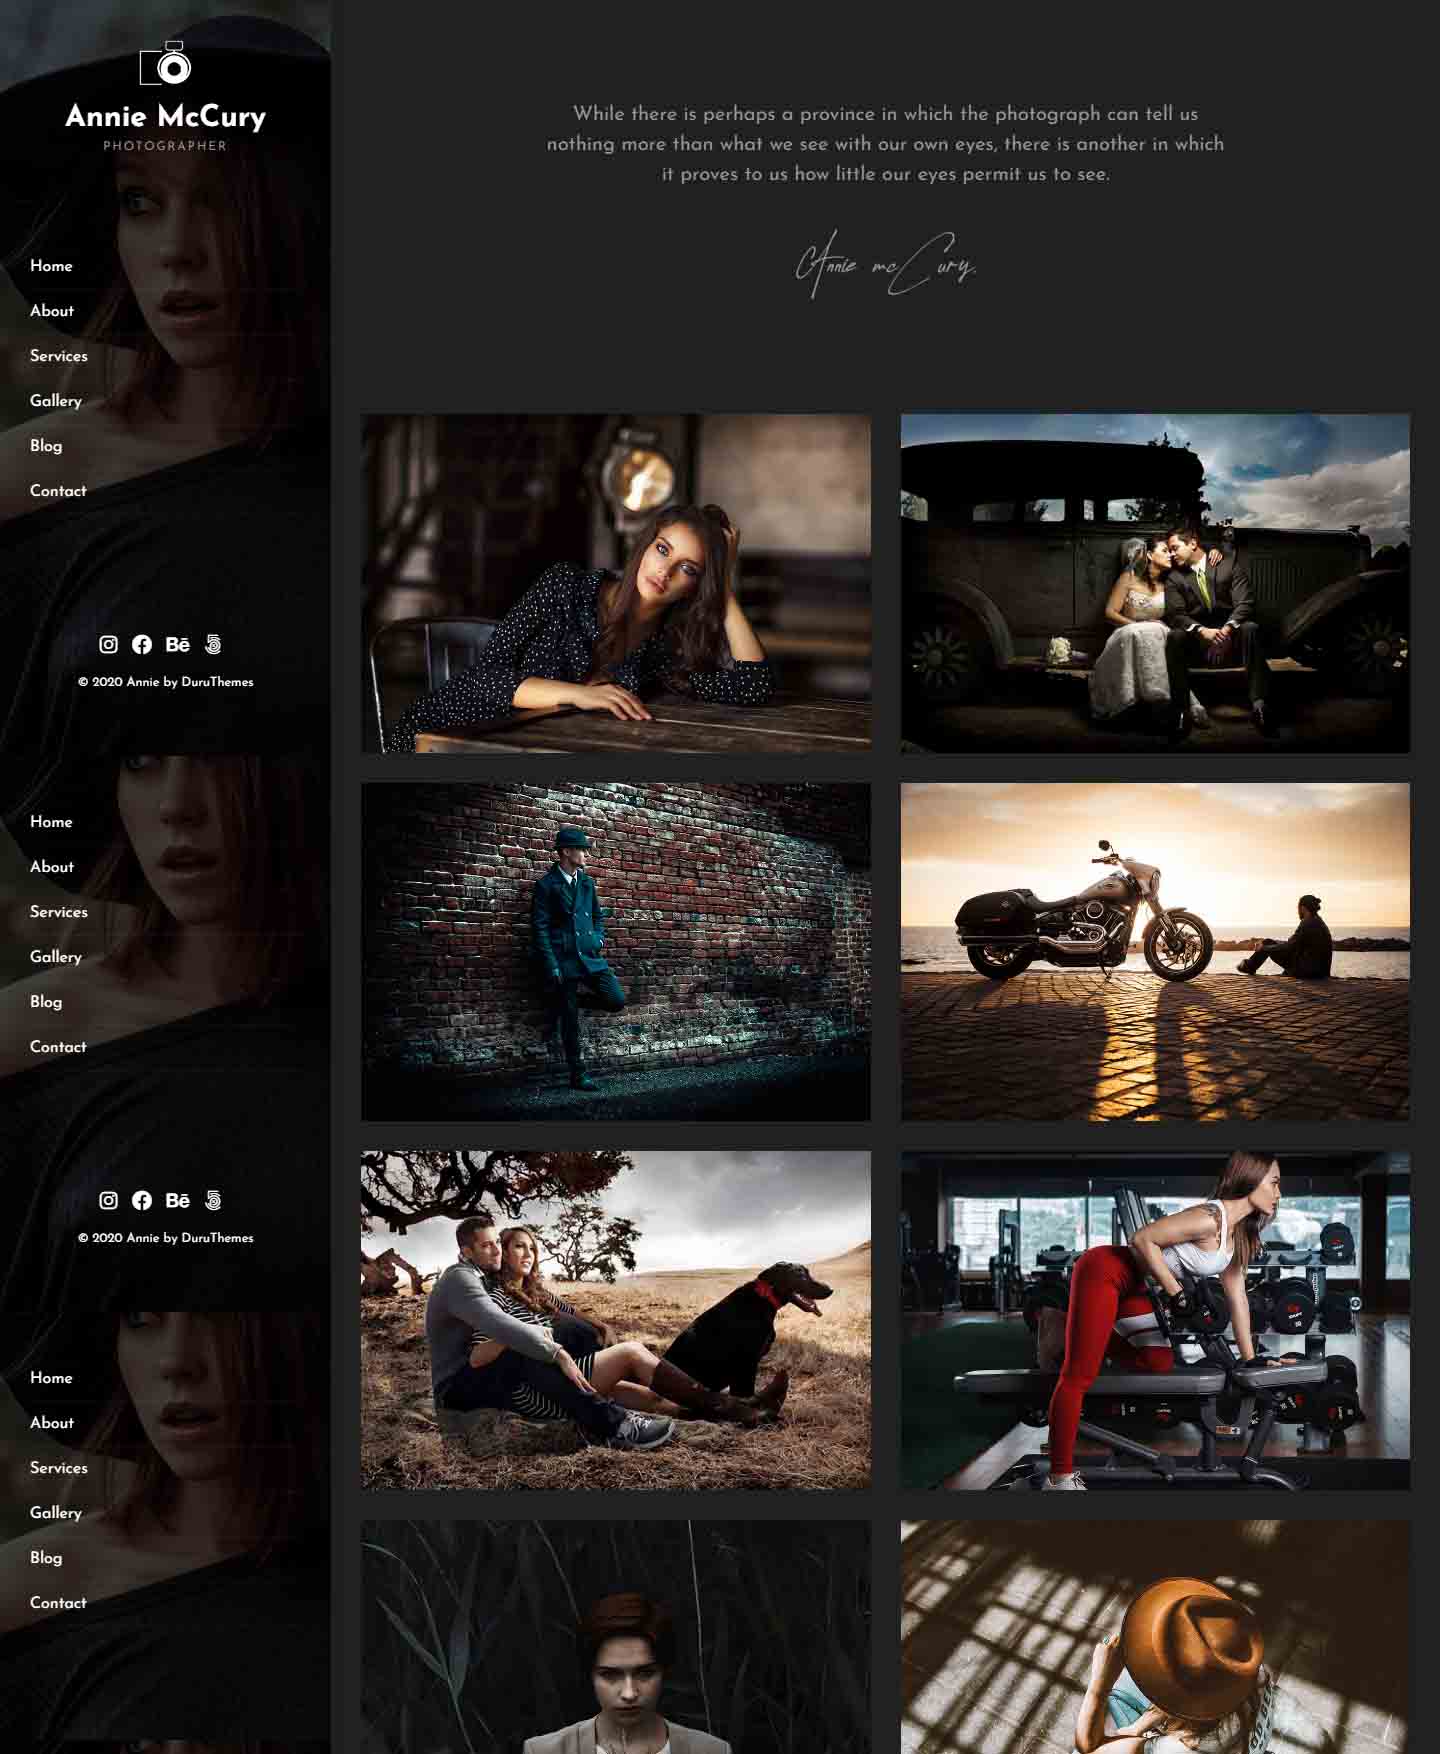 Annie McCury
PHOTOGRAPHER
Home
About
Services
Gallery
Blog
Contact
Bē
© 2020 Annie by DuruThemes
Home
About
Services
Gallery
Blog
Contact
Bē
© 2020 Annie by DuruThemes
Home
About
Services
Gallery
Blog
Contact
While there is perhaps a province in which the photograph can tell us
nothing more than what we see with our own eyes, there is another in which
it proves to us how little our eyes permit us to see.
Annie mcCury.